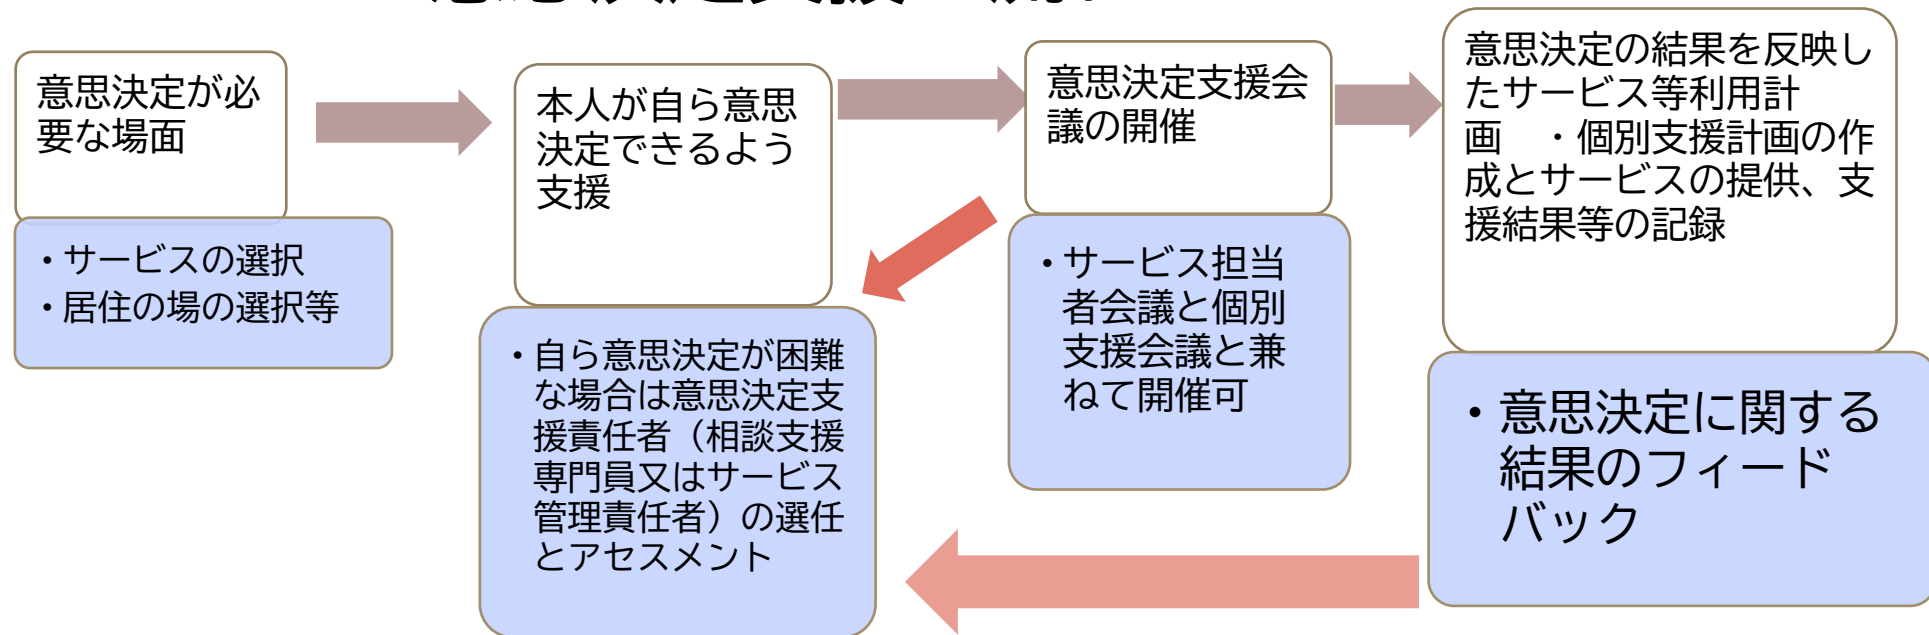 意思決定が必
要な場面
・サービスの選択
・居住の場の選択等
本人が自ら意思
決定できるよう
支援
・自ら意思決定が困難
な場合は意思決定支
援責任者（相談支援
専門員又はサービス
管理責任者）の選任
とアセスメント
意思決定支援会
議の開催
・サービス担当
者会議と個別
支援会議と兼
ねて開催可
意思決定の結果を反映し
たサービス等利用計
画　・個別支援計画の作
成とサービスの提供、支
援結果等の記録
・意思決定に関する
結果のフィード
バック